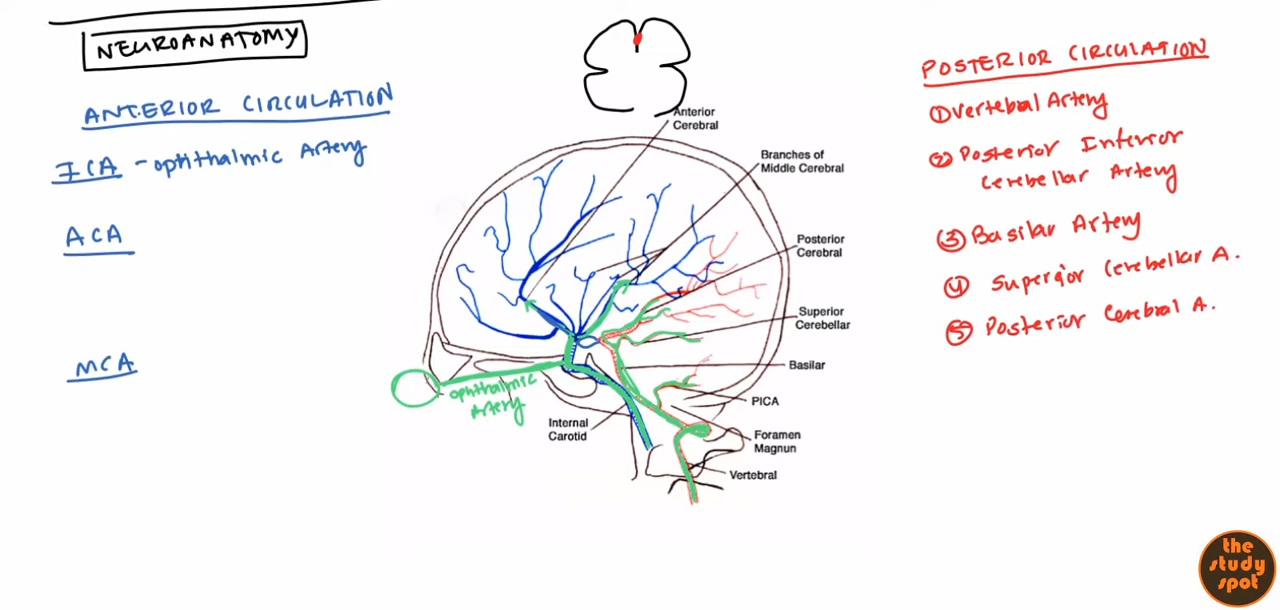 NEUROANATOMY
ANTERIOR CIRCULATION
ICA - ophthalmic Artery
ACA
MCA
Anterior
Cerebral
Branches of
Middle Cerebral
Posterior
Cerebral
Superior
Cerebellar
Basilar
PICA
Foramen
Magnun
Vertebral
Internal
Carotid
ophthalmic
Artery
POSTERIOR CIRCULATION
① Vertebral Artery
② Posterior Inferior
Cerebellar Artery
③ Basilar Artery
④ Superior Cerebellar A.
⑤ Posterior Cerebral A.
the
study
spot